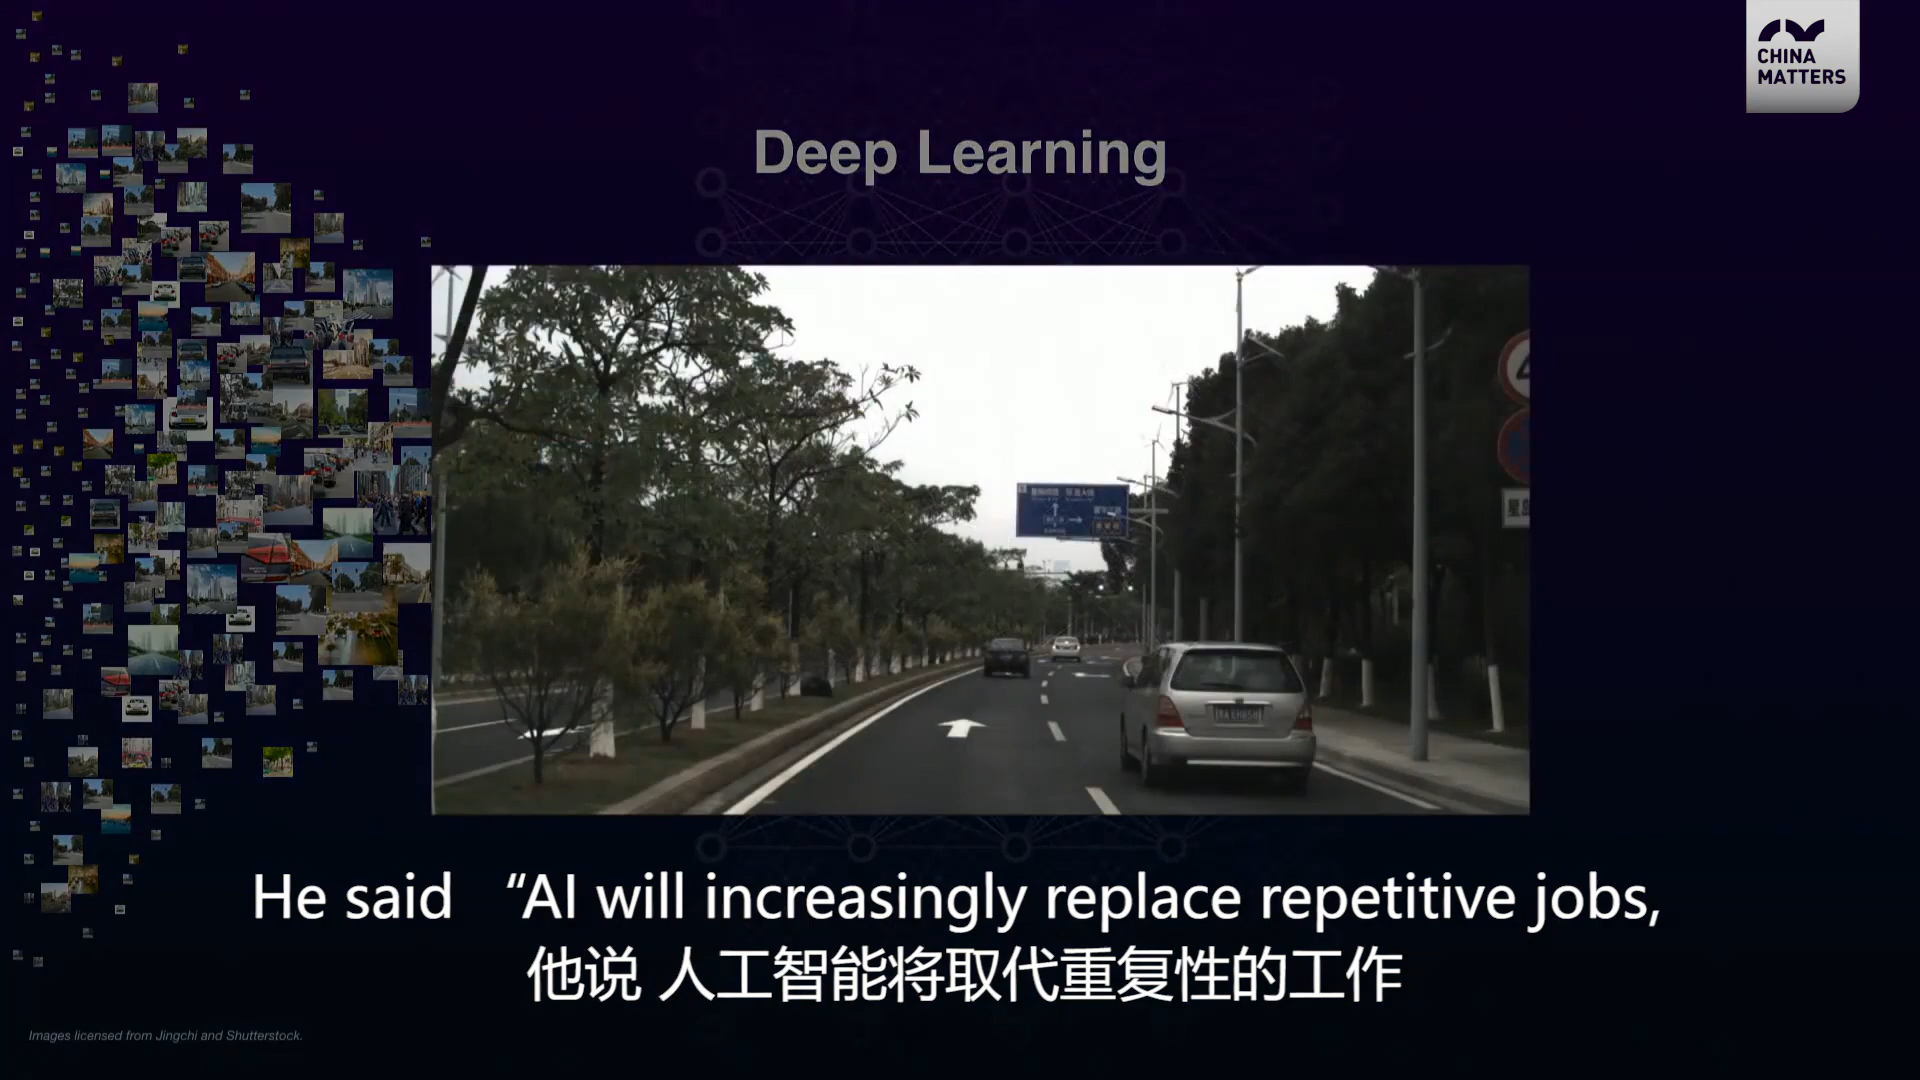 CHINA
MATTERS
Deep Learning
He said “AI will increasingly replace repetitive jobs,
他说 人工智能将取代重复性的工作
Images licensed from Jingchi and Shutterstock.